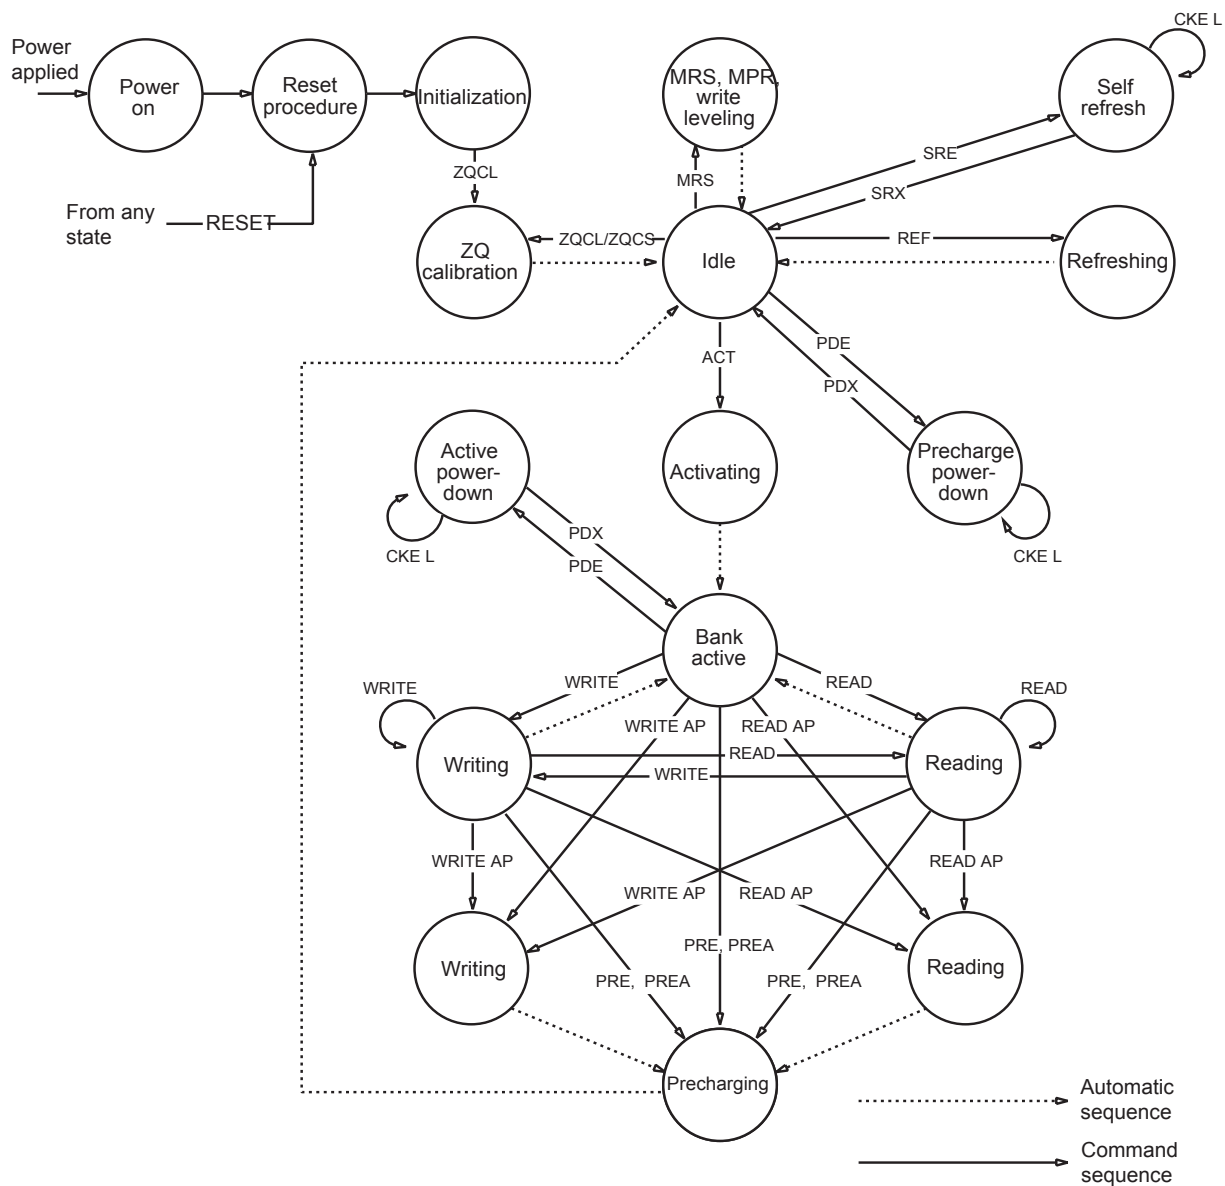 CKE L
Power
applied
Power
on
Reset
procedure
Initialization
MRS, MPR,
write
leveling
Self
refresh
SRE
SRX
ZQCL
MRS
From any
state
RESET
ZQ
calibration
ZQCL/ZQCS
Idle
REF
Refreshing
ACT
PDE
PDX
Active
power-
down
Activating
Precharge
power-
down
CKE L
PDX
PDE
CKE L
Bank
active
WRITE
WRITE
READ
READ
WRITE AP
READ AP
Writing
READ
WRITE
Reading
WRITE AP
READ AP
WRITE AP
READ AP
PRE, PREA
Writing
Reading
PRE, PREA
PRE, PREA
Precharging
Automatic
sequence
Command
sequence